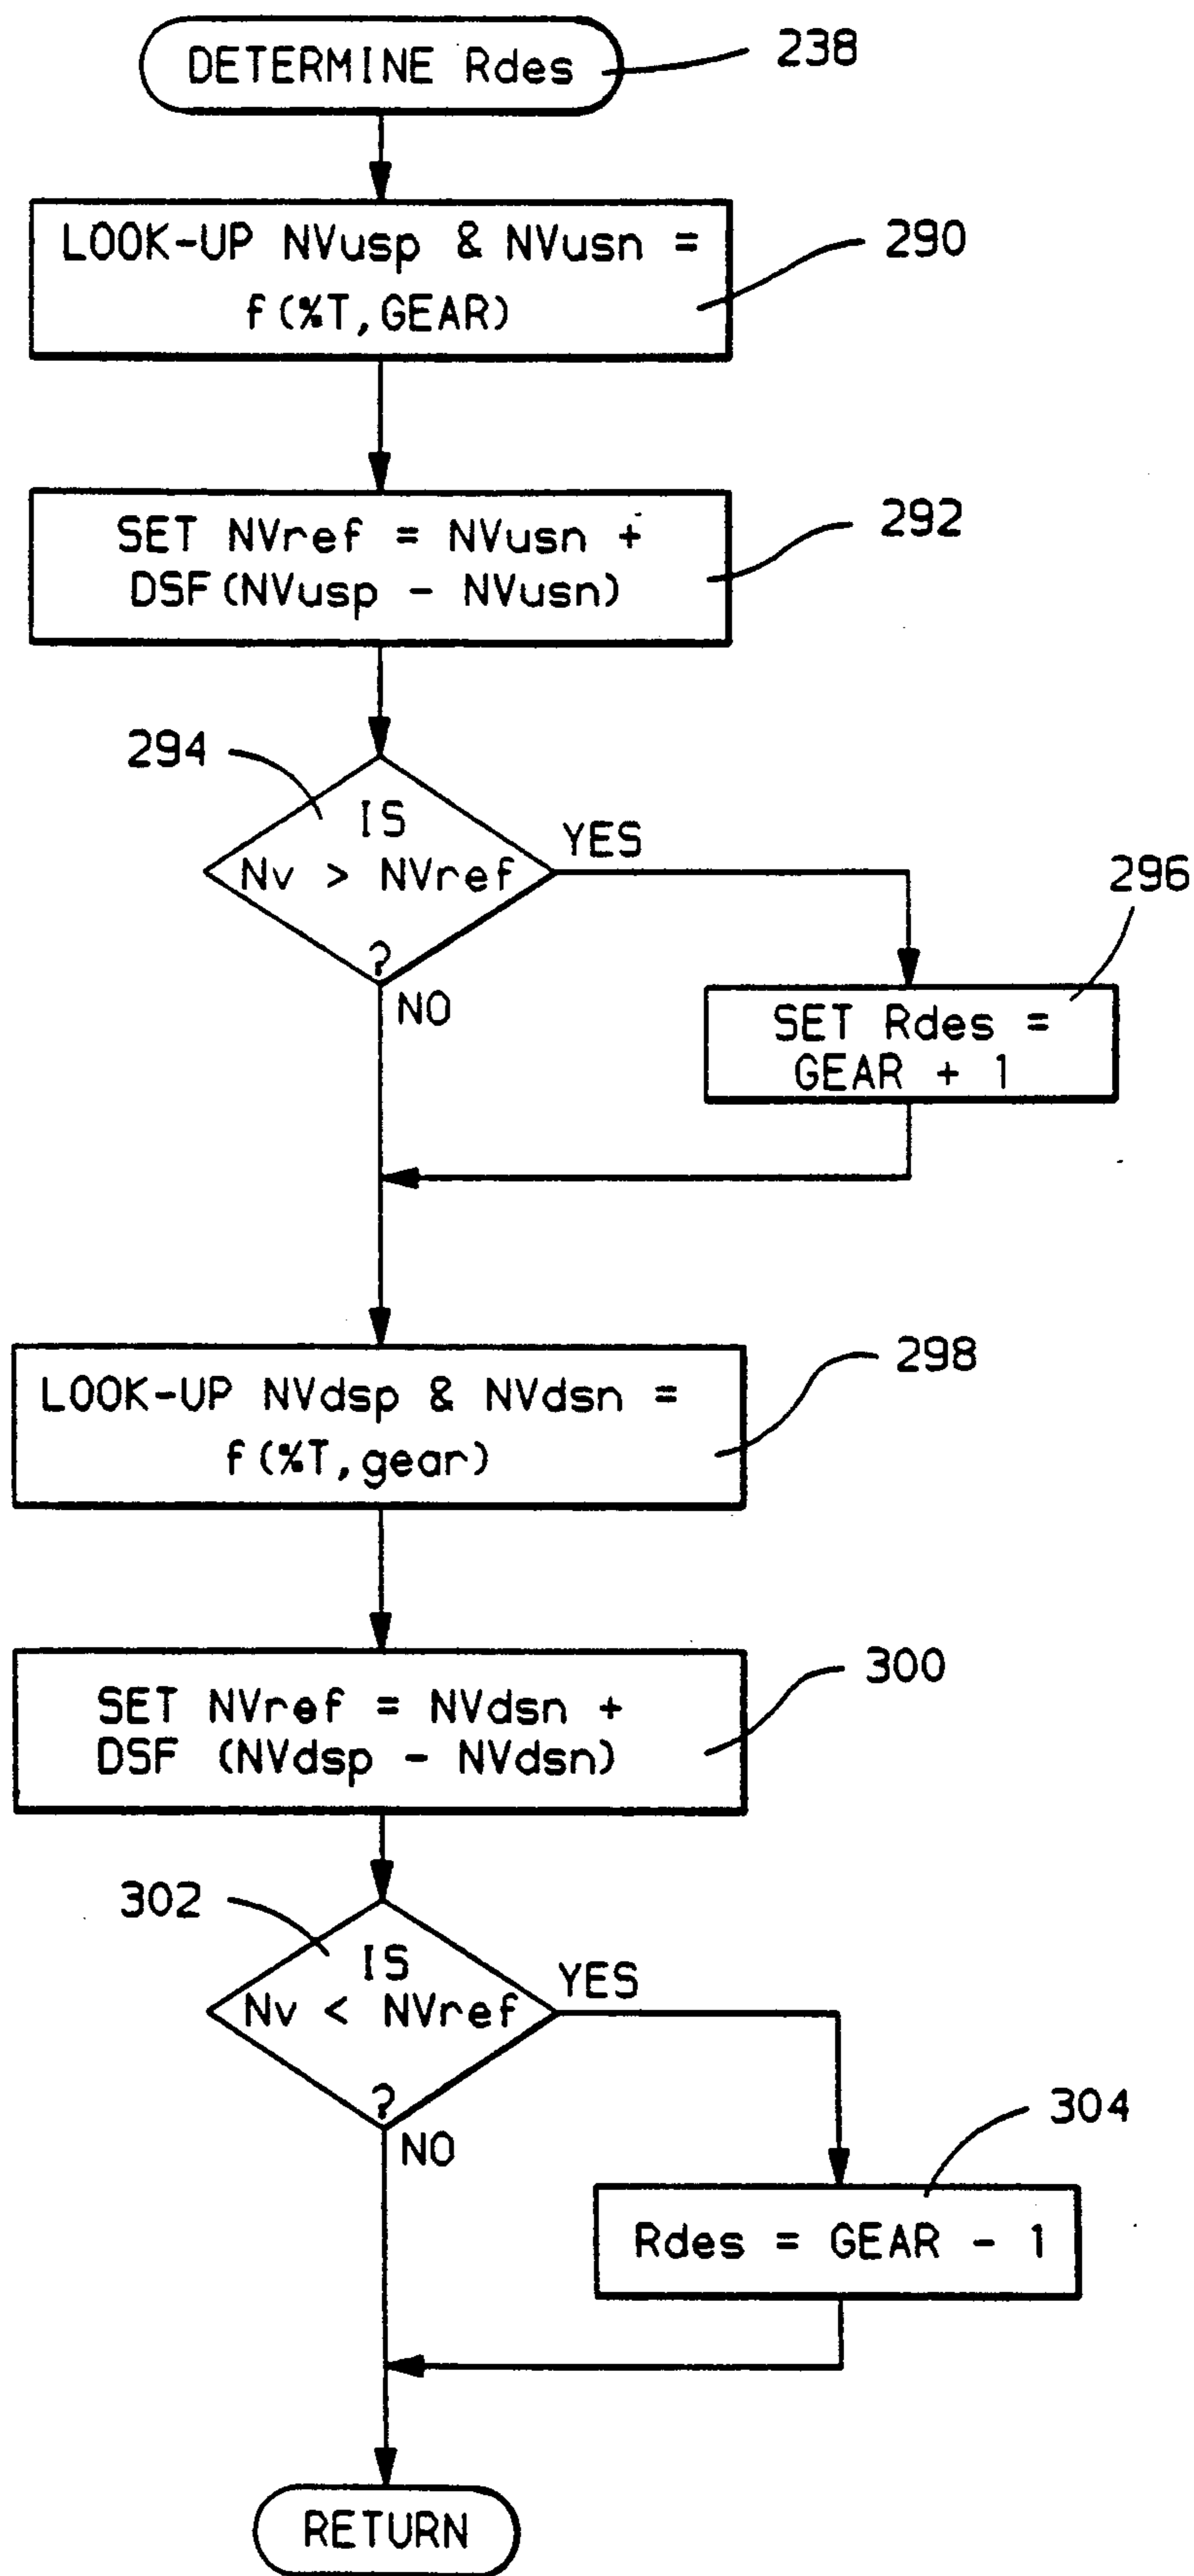 DETERMINE Rdes
238
LOOK-UP NVusp & NVusn =
f(%T,GEAR)
290
SET NVref = NVusn +
DSF(NVusp - NVusn)
292
294
IS
Nv > NVref
?
YES
NO
296
SET Rdes =
GEAR + 1
LOOK-UP NVdsp & NVdsn =
f(%T,gear)
298
SET NVref = NVdsn +
DSF (NVdsp - NVdsn)
300
302
IS
Nv < NVref
?
YES
NO
304
Rdes = GEAR - 1
RETURN